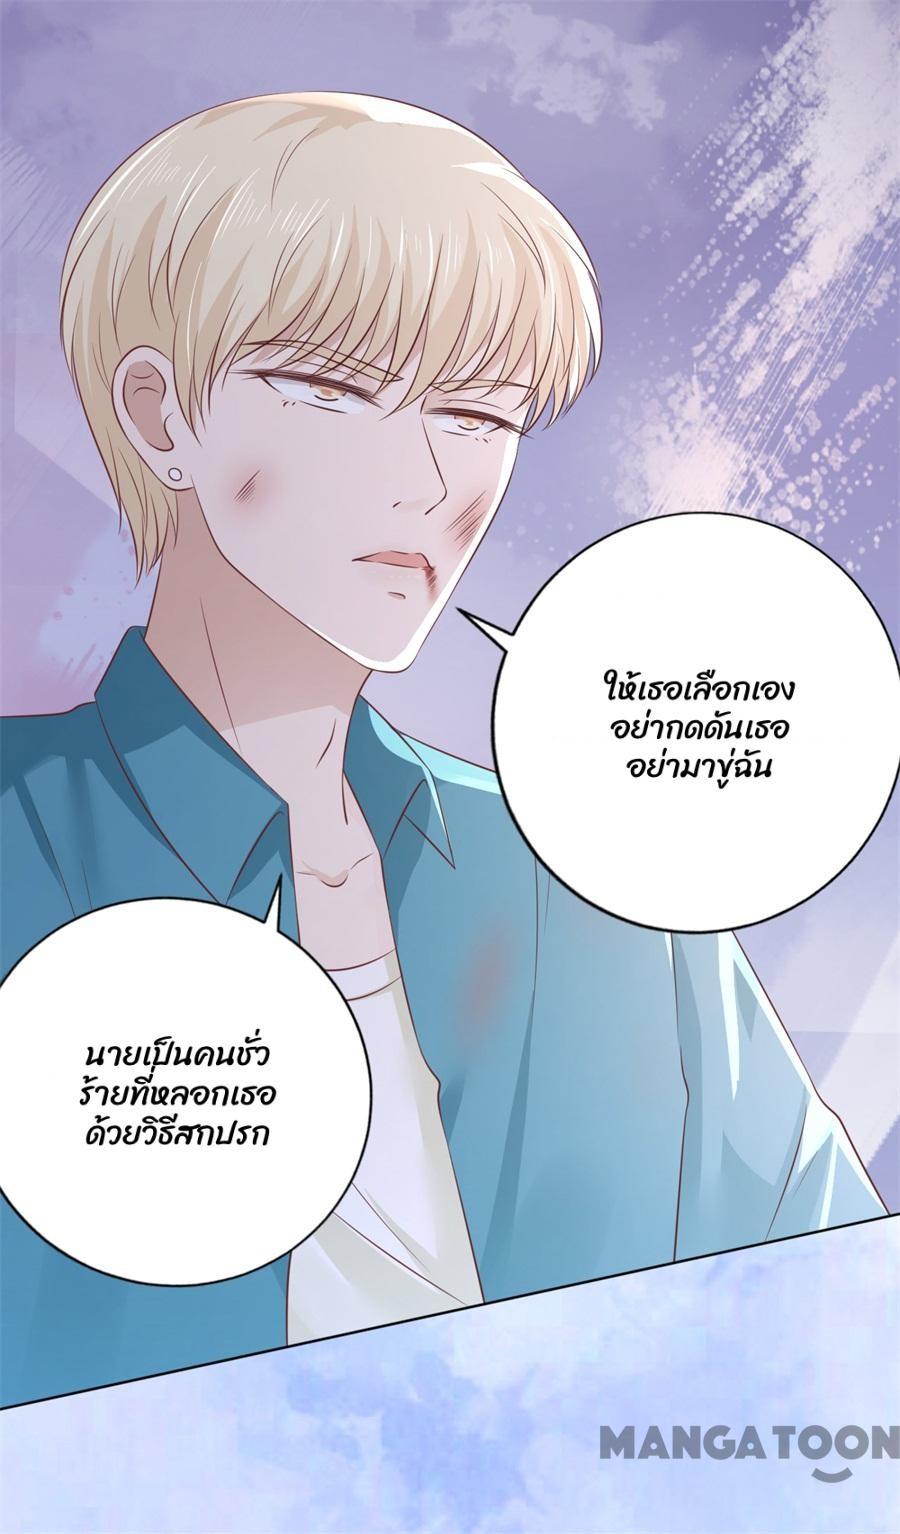 ให้เธอเลือกเอง
อย่ากดดันเธอ
อย่ามาขู่ฉัน
นายเป็นคนชั่ว
ร้ายที่หลอกเธอ
ด้วยวิธีสกปรก
MANGATOON